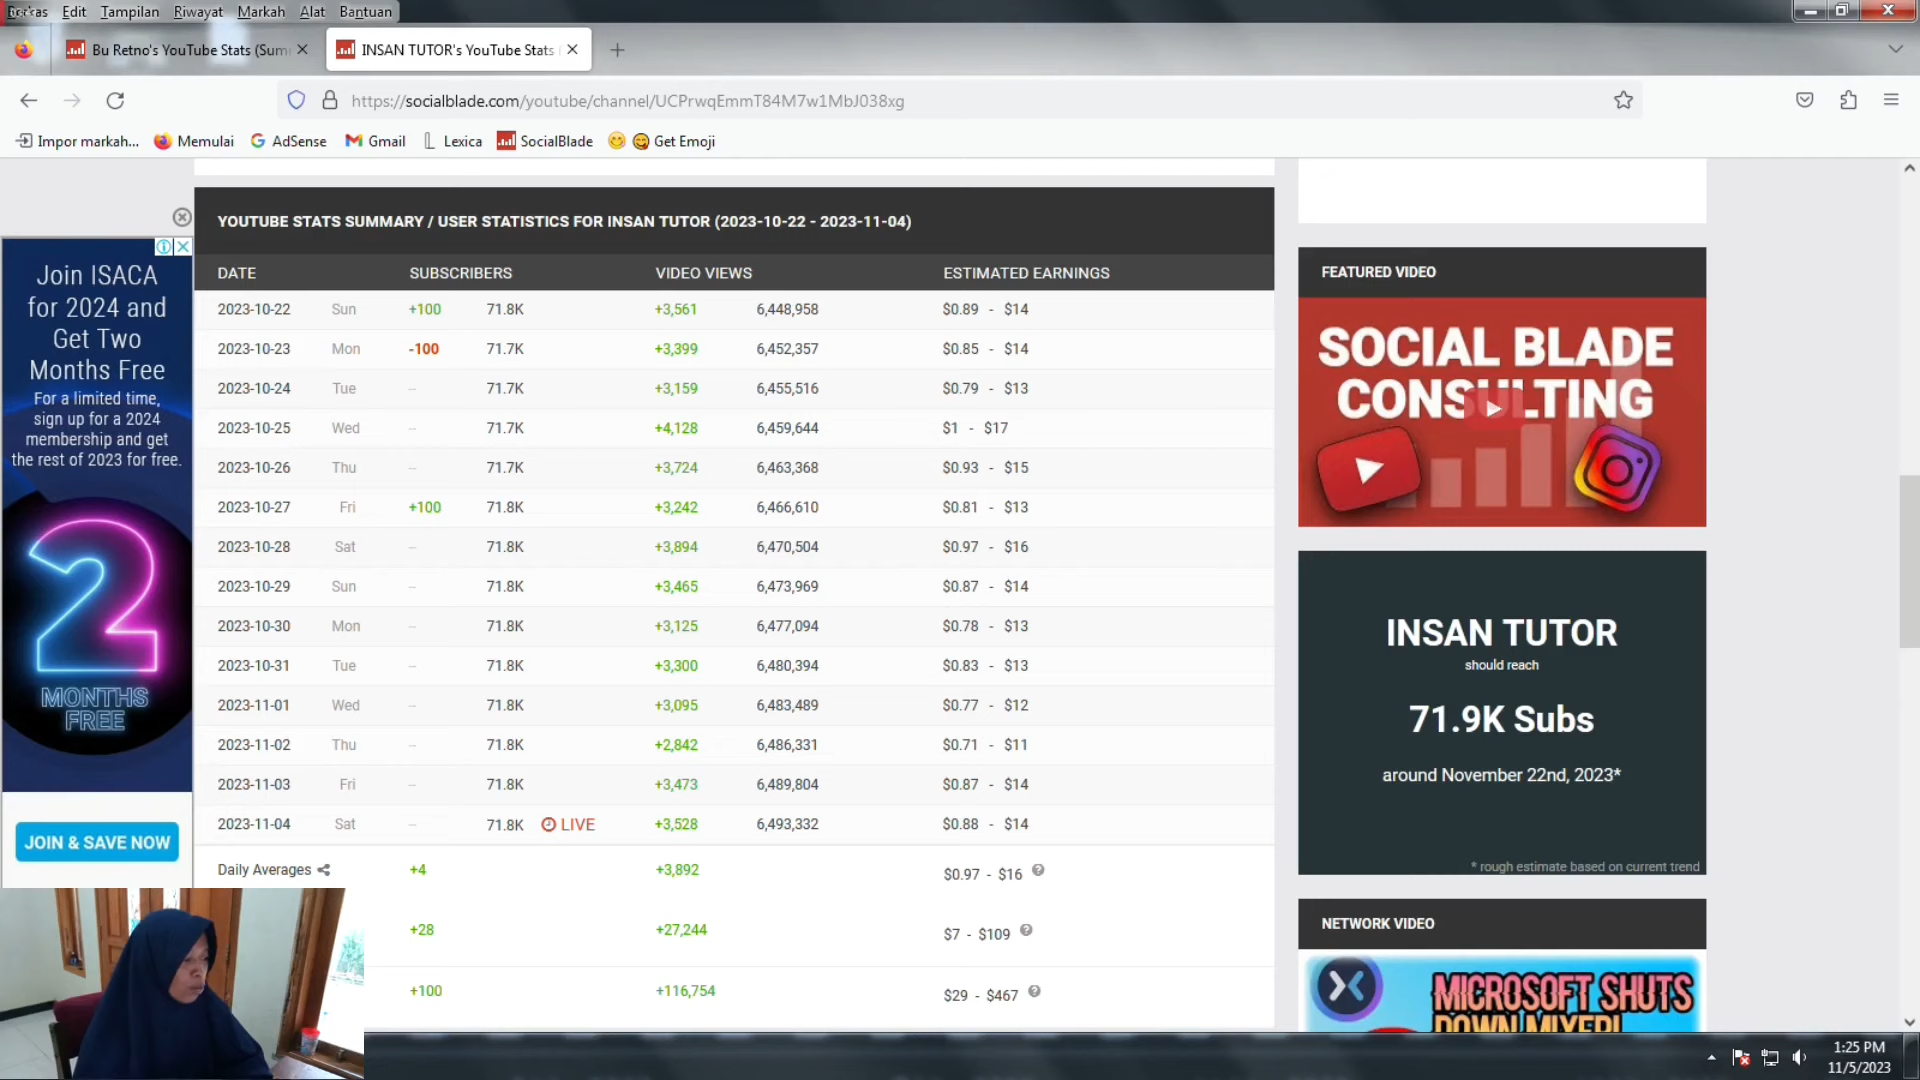 Edit Tampilan Riwayat Markah Alat Bantuan
Bu Retno's YouTube Stats (Sum
INSAN TUTOR's YouTube Stats
https://socialblade.com/youtube/channel/UCPrwqEmmT84M7w1MbJ038xg
Impor markah... Memulai AdSense Gmail Lexica SocialBlade Get Emoji
YOUTUBE STATS SUMMARY / USER STATISTICS FOR INSAN TUTOR (2023-10-22 - 2023-11-04)
DATE SUBSCRIBERS VIDEO VIEWS ESTIMATED EARNINGS
2023-10-22 Sun +100 71.8K +3,561 6,448,958 $0.89 - $14
2023-10-23 Mon -100 71.7K +3,399 6,452,357 $0.85 - $14
2023-10-24 Tue -- 71.7K +3,159 6,455,516 $0.79 - $13
2023-10-25 Wed -- 71.7K +4,128 6,459,644 $1 - $17
2023-10-26 Thu -- 71.7K +3,724 6,463,368 $0.93 - $15
2023-10-27 Fri +100 71.8K +3,242 6,466,610 $0.81 - $13
2023-10-28 Sat -- 71.8K +3,894 6,470,504 $0.97 - $16
2023-10-29 Sun -- 71.8K +3,465 6,473,969 $0.87 - $14
2023-10-30 Mon -- 71.8K +3,125 6,477,094 $0.78 - $13
2023-10-31 Tue -- 71.8K +3,300 6,480,394 $0.83 - $13
2023-11-01 Wed -- 71.8K +3,095 6,483,489 $0.77 - $12
2023-11-02 Thu -- 71.8K +2,842 6,486,331 $0.71 - $11
2023-11-03 Fri -- 71.8K +3,473 6,489,804 $0.87 - $14
2023-11-04 Sat -- 71.8K LIVE +3,528 6,493,332 $0.88 - $14
Daily Averages +4 +3,892 $0.97 - $16
+28 +27,244 $7 - $109
+100 +116,754 $29 - $467
Join ISACA
for 2024 and
Get Two
Months Free
For a limited time,
sign up for a 2024
membership and get
the rest of 2023 for free.
2
MONTHS
FREE
JOIN & SAVE NOW
FEATURED VIDEO
SOCIAL BLADE
CONSULTING
INSAN TUTOR
should reach
71.9K Subs
around November 22nd, 2023*
* rough estimate based on current trend
NETWORK VIDEO
MICROSOFT SHUTS
DOWN MIXER!
1:25 PM
11/5/2023